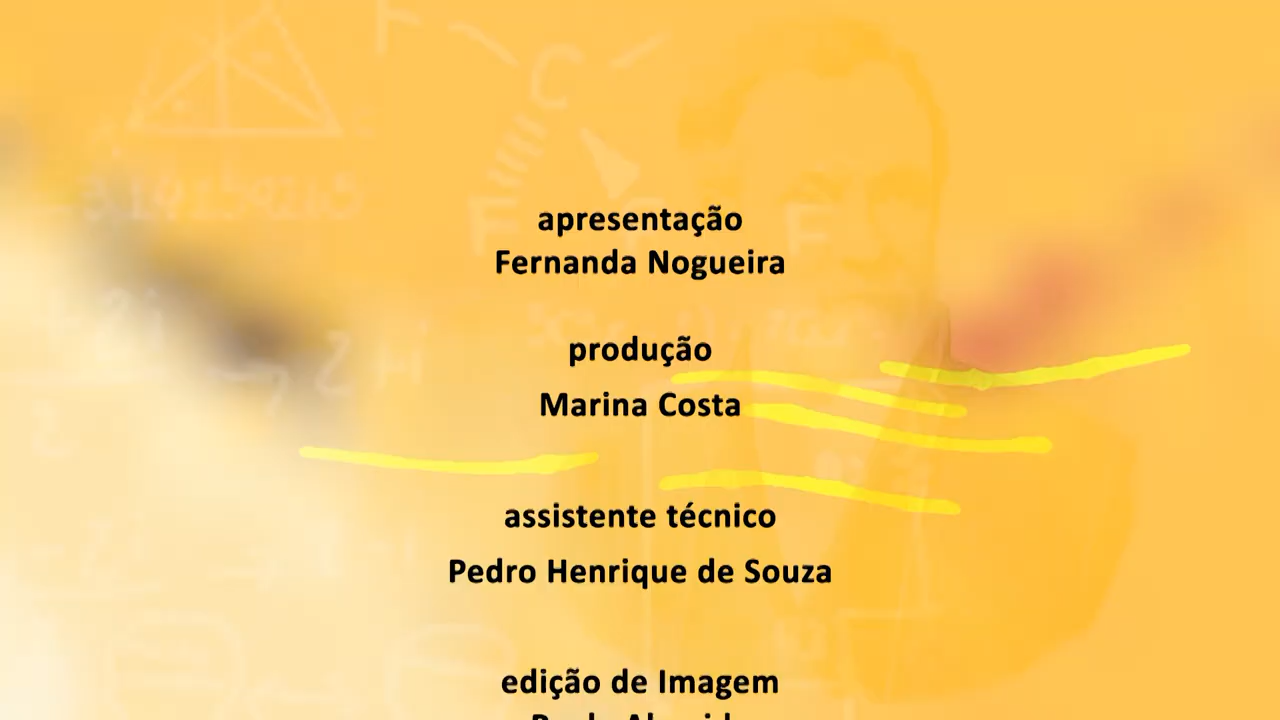 apresentação
Fernanda Nogueira
produção
Marina Costa
assistente técnico
Pedro Henrique de Souza
edição de Imagem